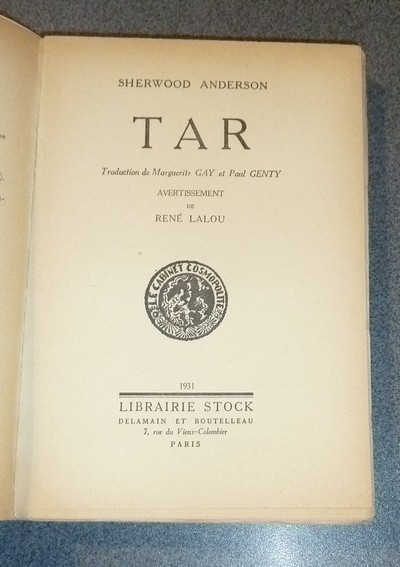 SHERWOOD ANDERSON
TAR
Traduction de Marguerite GAY et Paul GENTY
AVERTISSEMENT
DE
RENÉ LALOU
LE CABINET COSMOPOLITE
1931
LIBRAIRIE STOCK
DELAMAIN ET BOUTELLEAU
7, rue du Vieux-Colombier
PARIS